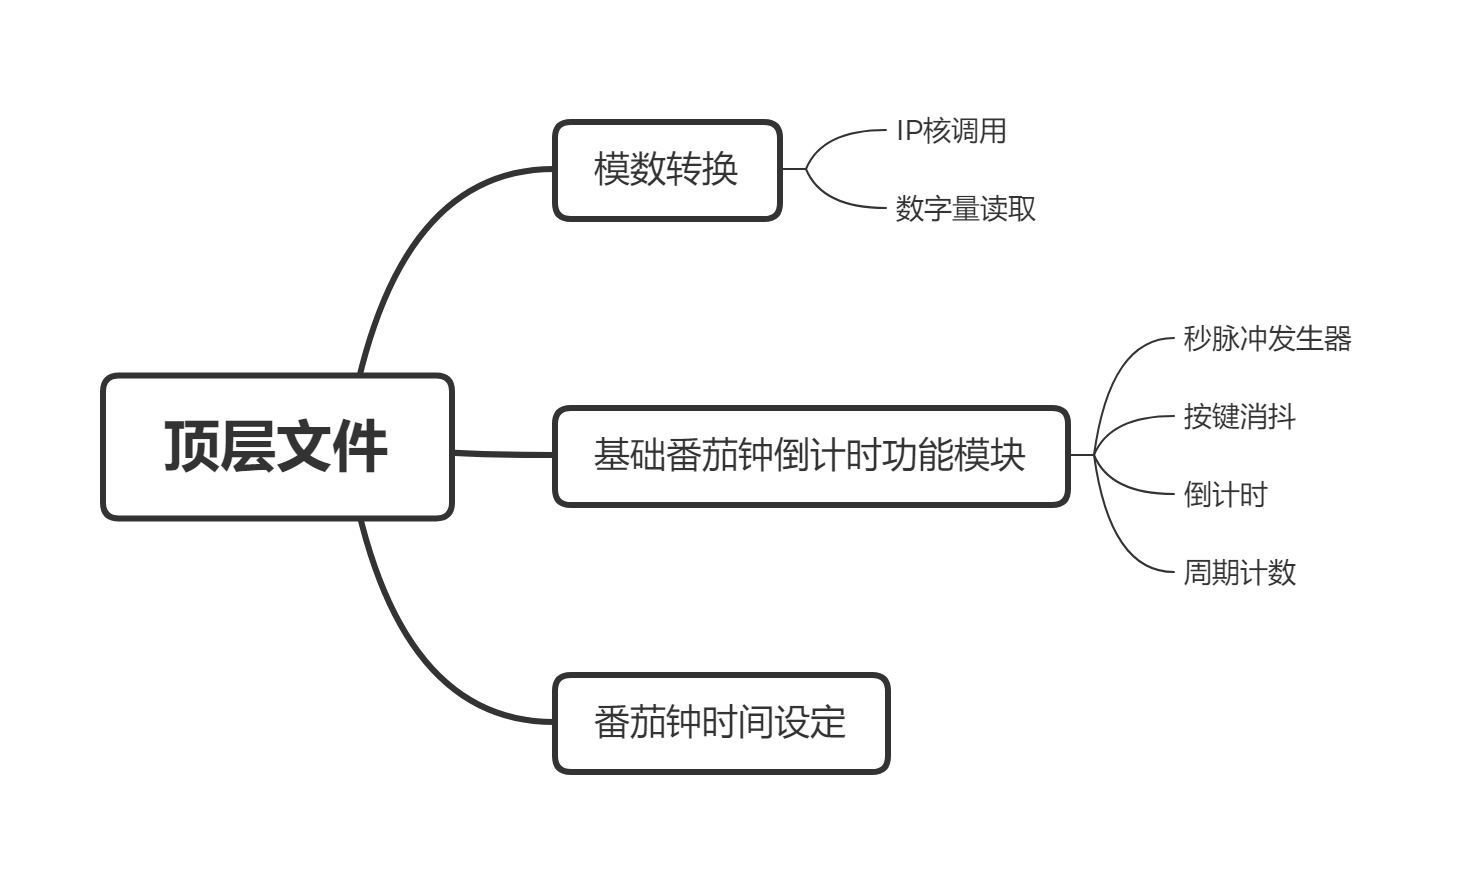 顶层文件
模数转换
IP核调用
数字量读取
基础番茄钟倒计时功能模块
秒脉冲发生器
按键消抖
倒计时
周期计数
番茄钟时间设定